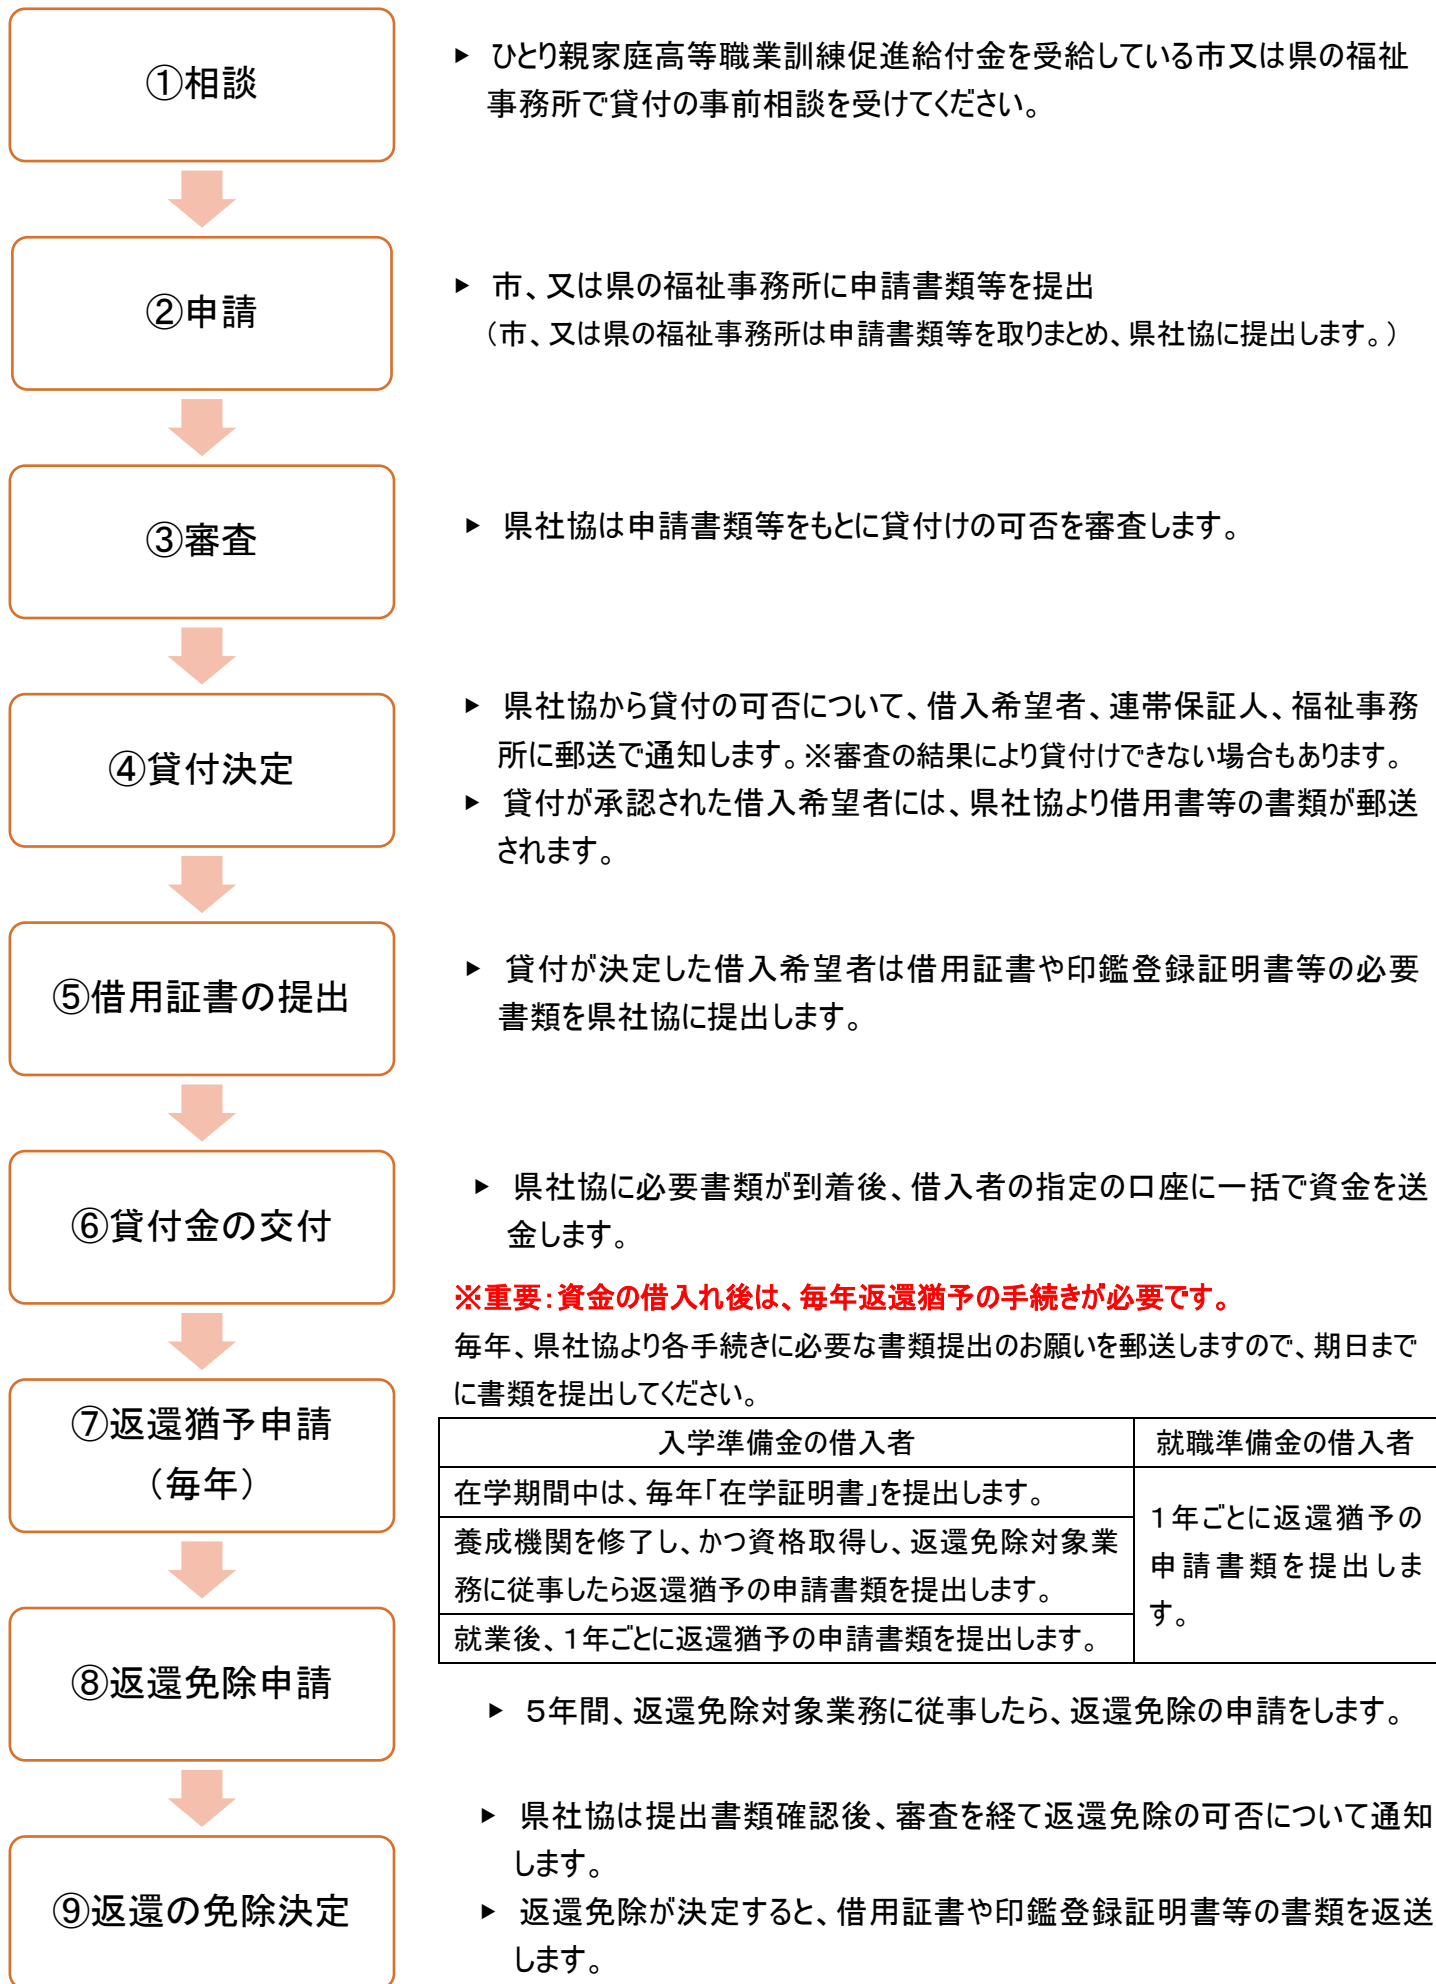 ①相談
▶ ひとり親家庭高等職業訓練促進給付金を受給している市又は県の福祉
事務所で貸付の事前相談を受けてください。
②申請
▶ 市、又は県の福祉事務所に申請書類等を提出
（市、又は県の福祉事務所は申請書類等を取りまとめ、県社協に提出します。）
③審査
▶ 県社協は申請書類等をもとに貸付けの可否を審査します。
④貸付決定
▶ 県社協から貸付の可否について、借入希望者、連帯保証人、福祉事務
所に郵送で通知します。※審査の結果により貸付けできない場合もあります。
▶ 貸付が承認された借入希望者には、県社協より借用書等の書類が郵送
されます。
⑤借用証書の提出
▶ 貸付が決定した借入希望者は借用証書や印鑑登録証明書等の必要
書類を県社協に提出します。
⑥貸付金の交付
▶ 県社協に必要書類が到着後、借入者の指定の口座に一括で資金を送
金します。
※重要：資金の借入れ後は、毎年返還猶予の手続きが必要です。
毎年、県社協より各手続きに必要な書類提出のお願いを郵送しますので、期日まで
に書類を提出してください。
⑦返還猶予申請
（毎年）
入学準備金の借入者
就職準備金の借入者
在学期間中は、毎年「在学証明書」を提出します。
養成機関を修了し、かつ資格取得し、返還免除対象業
務に従事したら返還猶予の申請書類を提出します。
就業後、１年ごとに返還猶予の申請書類を提出します。
１年ごとに返還猶予の
申請書類を提出しま
す。
⑧返還免除申請
▶ ５年間、返還免除対象業務に従事したら、返還免除の申請をします。
⑨返還の免除決定
▶ 県社協は提出書類確認後、審査を経て返還免除の可否について通知
します。
▶ 返還免除が決定すると、借用証書や印鑑登録証明書等の書類を返送
します。